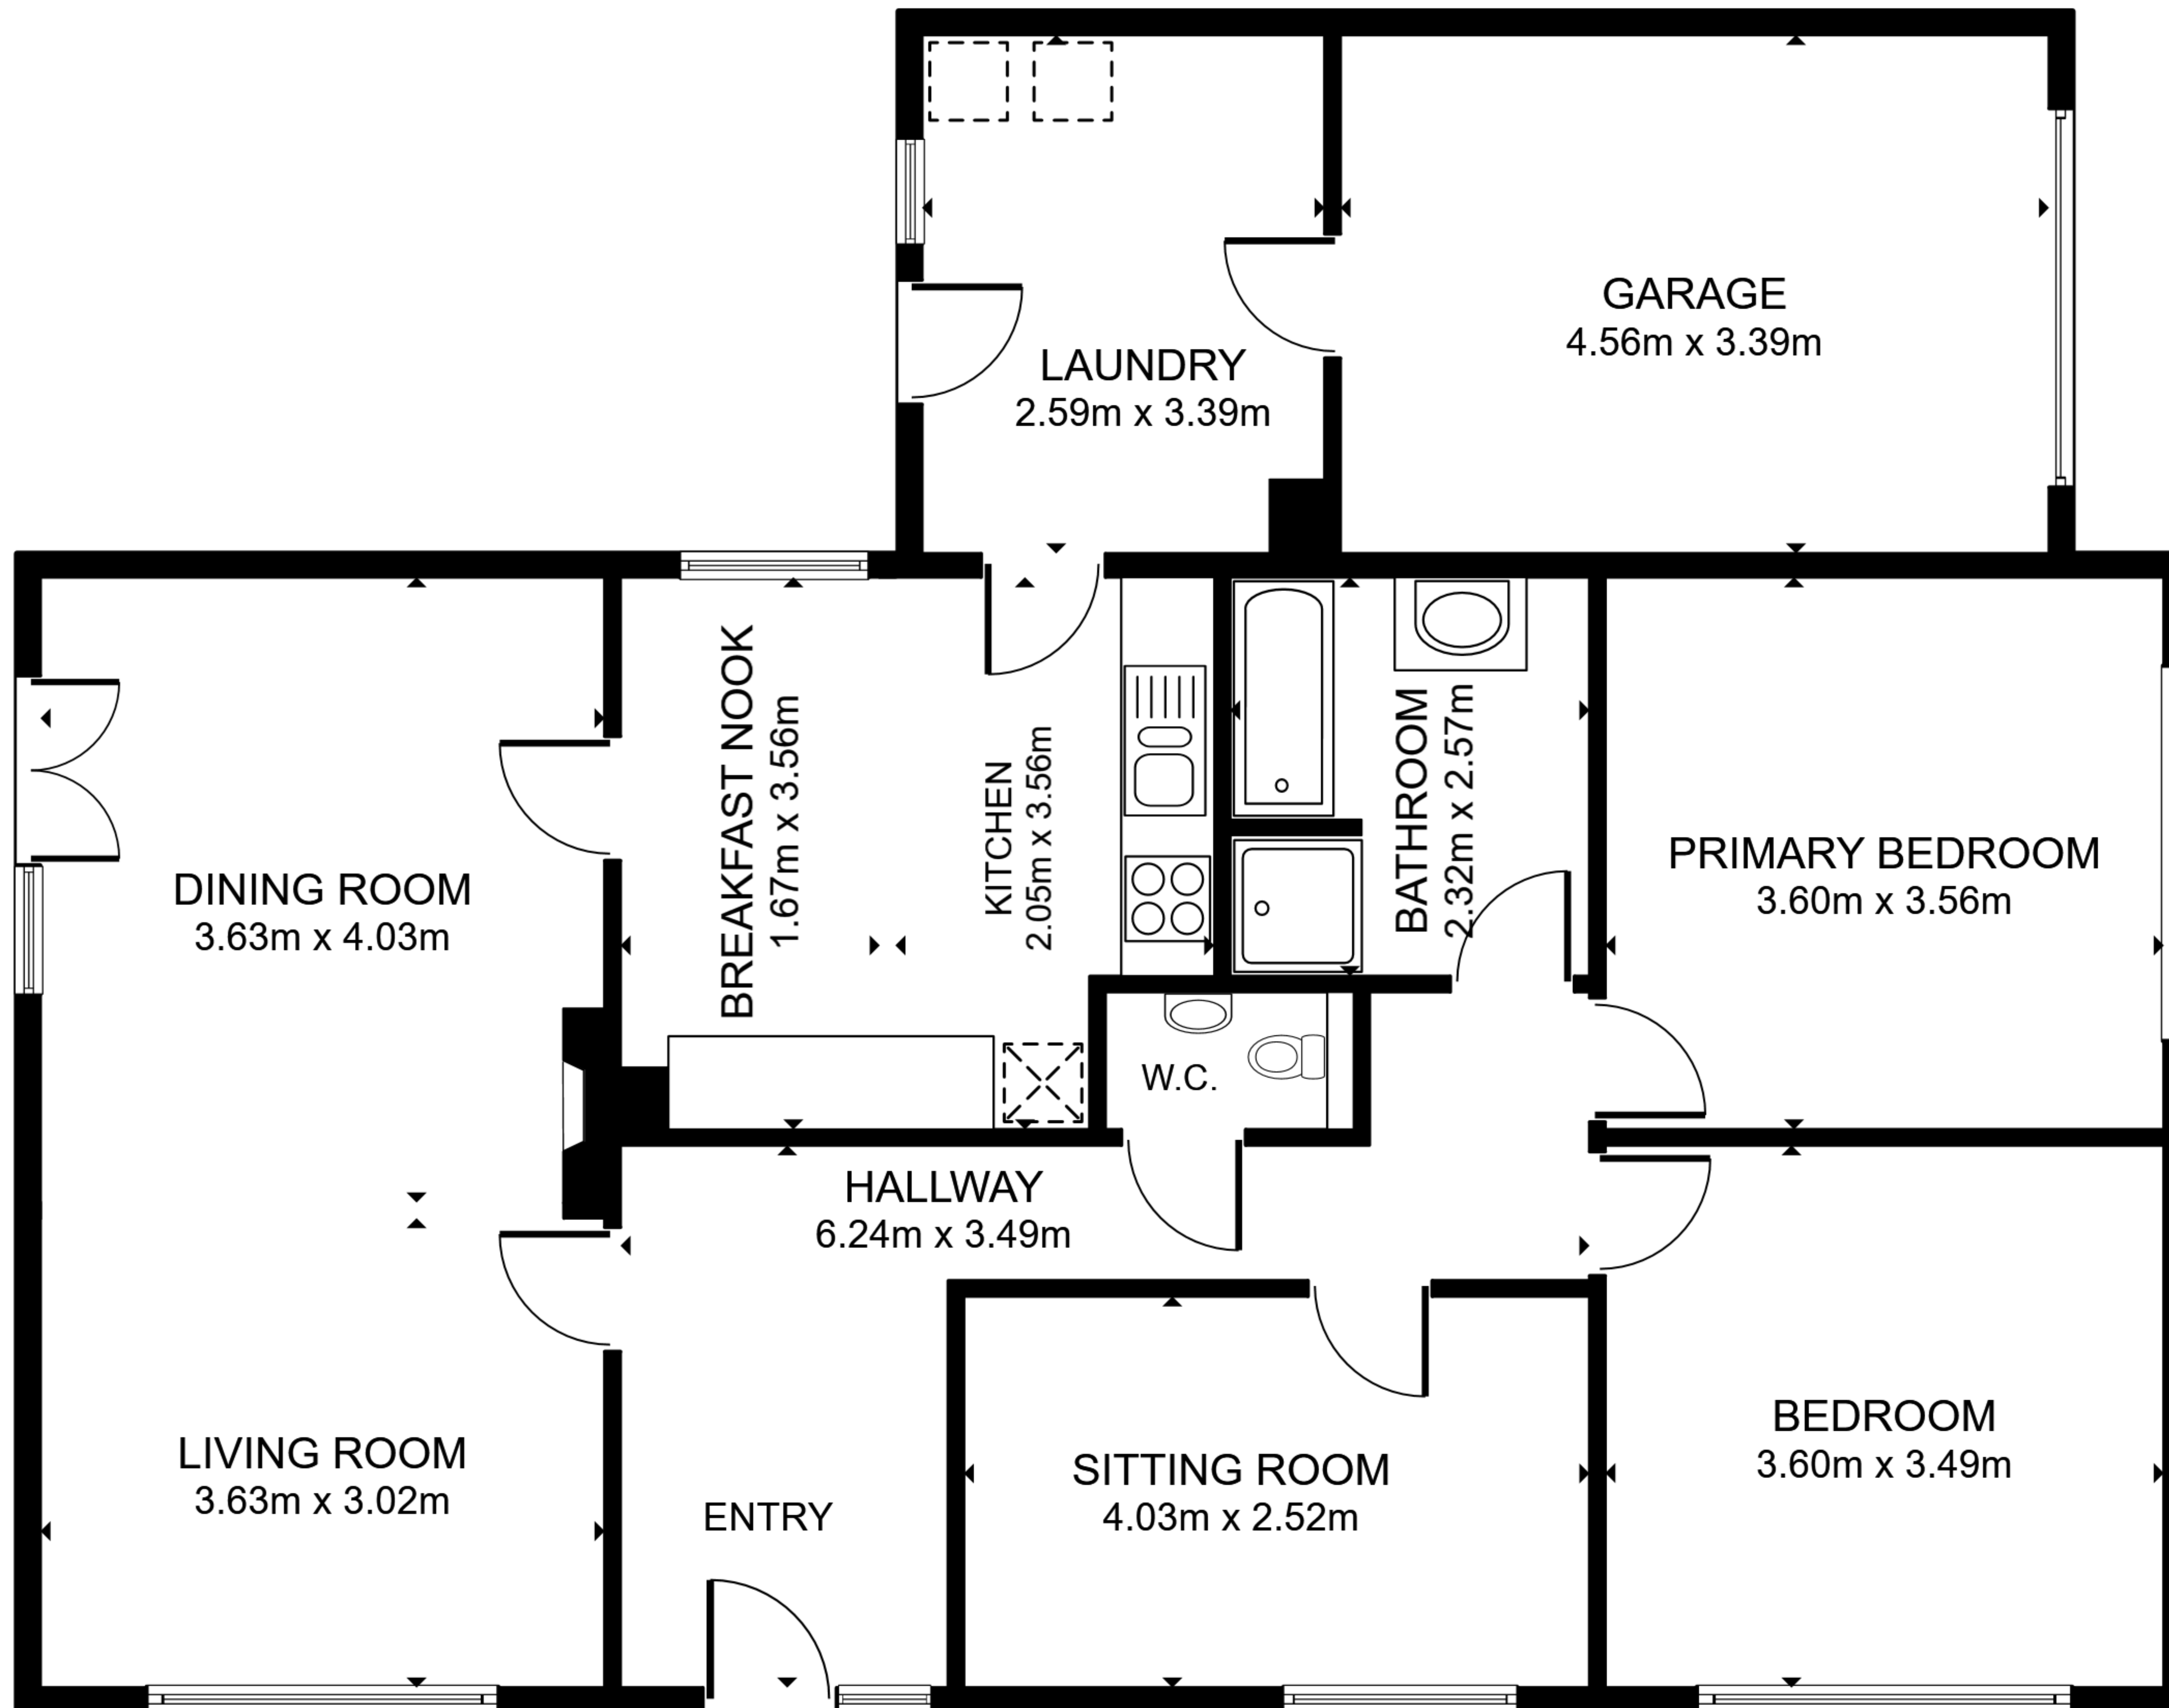 GARAGE
4.56m x 3.39m
LAUNDRY
2.59m x 3.39m
BREAKFAST NOOK
1.67m x 3.56m
KITCHEN
2.05m x 3.56m
BATHROOM
2.32m x 2.57m
DINING ROOM
3.63m x 4.03m
PRIMARY BEDROOM
3.60m x 3.56m
W.C.
HALLWAY
6.24m x 3.49m
LIVING ROOM
3.63m x 3.02m
ENTRY
SITTING ROOM
4.03m x 2.52m
BEDROOM
3.60m x 3.49m